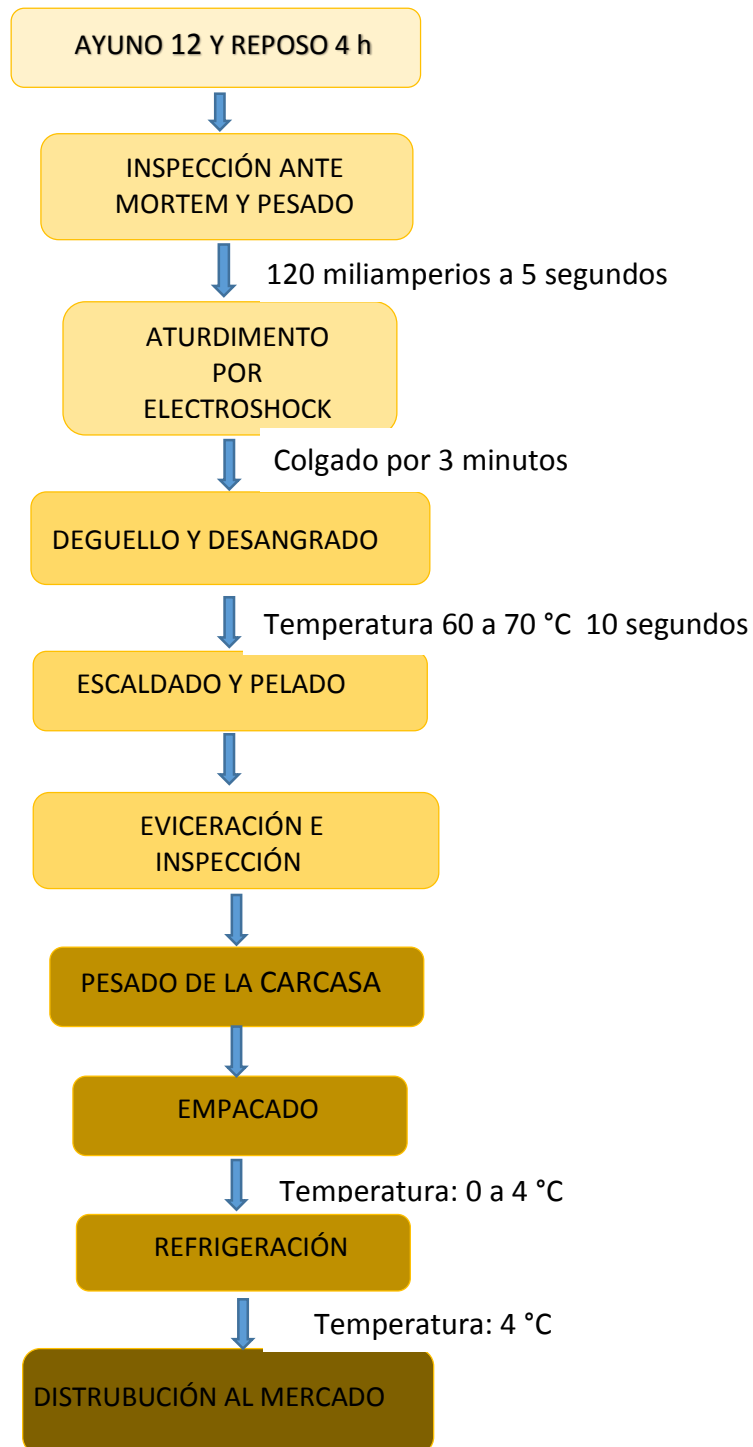 AYUNO 12 Y REPOSO 4 h
INSPECCIÓN ANTE
MORTEM Y PESADO
120 miliamperios a 5 segundos
ATURDIMENTO
POR
ELECTROSHOCK
Colgado por 3 minutos
DEGUELLO Y DESANGRADO
Temperatura 60 a 70 °C 10 segundos
ESCALDADO Y PELADO
EVICERACIÓN E
INSPECCIÓN
PESADO DE LA CARCASA
EMPACADO
Temperatura: 0 a 4 °C
REFRIGERACIÓN
Temperatura: 4 °C
DISTRUBUCIÓN AL MERCADO